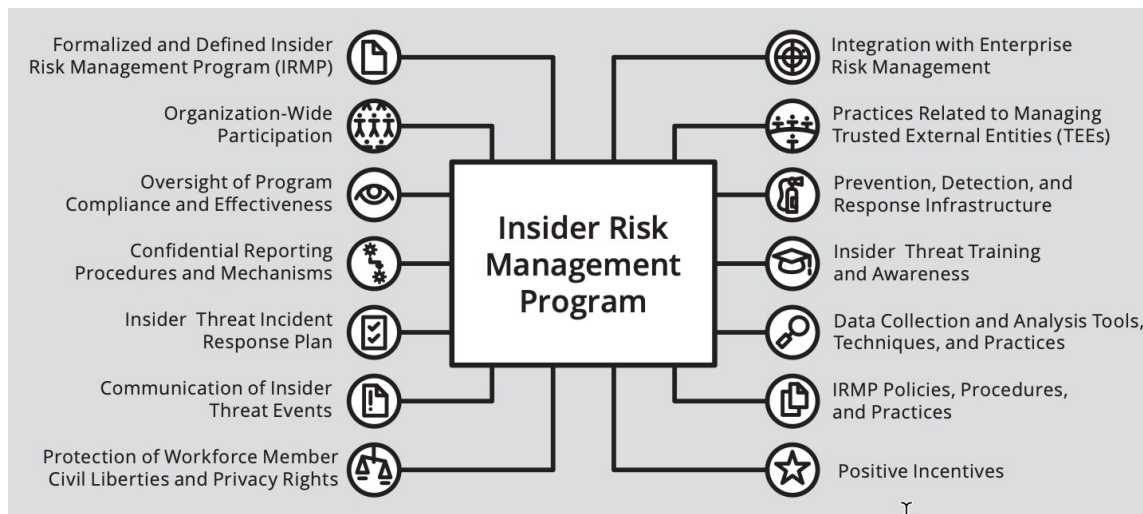 Formalized and Defined Insider
Risk Management Program (IRMP)
Organization-Wide
Participation
Oversight of Program
Compliance and Effectiveness
Confidential Reporting
Procedures and Mechanisms
Insider Threat Incident
Response Plan
Communication of Insider
Threat Events
Protection of Workforce Member
Civil Liberties and Privacy Rights
Insider Risk
Management
Program
Integration with Enterprise
Risk Management
Practices Related to Managing
Trusted External Entities (TEEs)
Prevention, Detection, and
Response Infrastructure
Insider Threat Training
and Awareness
Data Collection and Analysis Tools,
Techniques, and Practices
IRMP Policies, Procedures,
and Practices
Positive Incentives